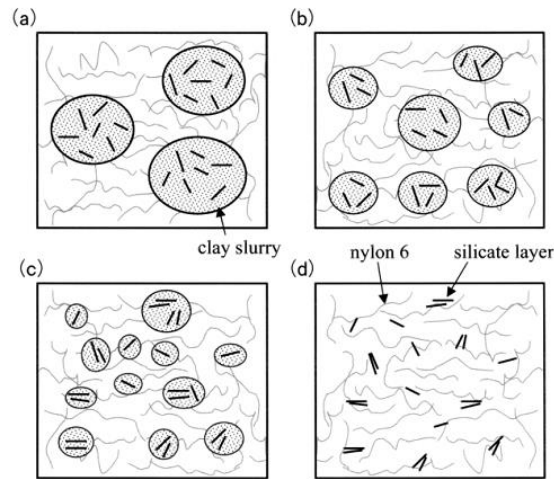 (a)
(b)
clay slurry
nylon 6 silicate layer
(c)
(d)